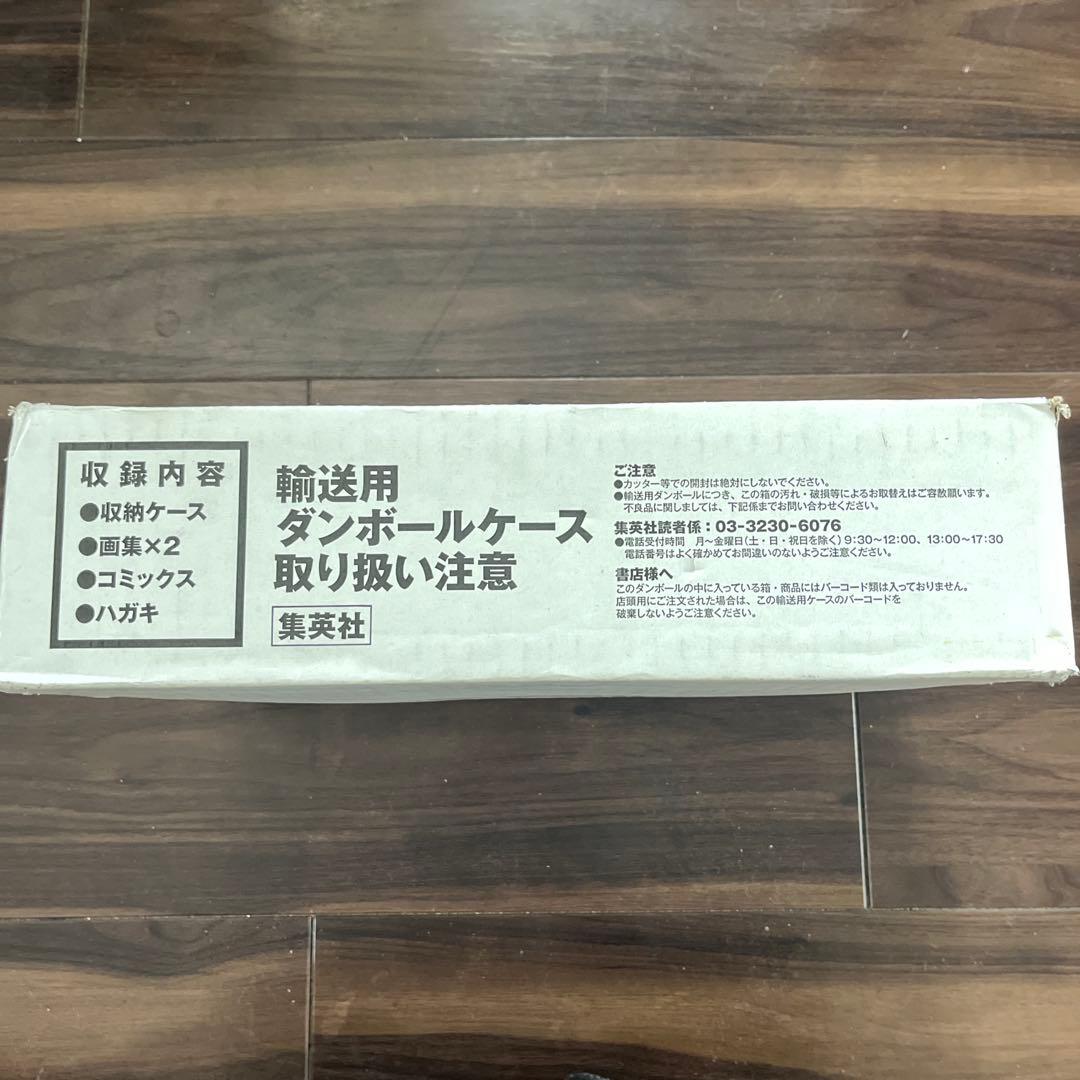 収録内容
●収納ケース
●画集×2
●コミックス
●ハガキ
輸送用
ダンボールケース
取り扱い注意
集英社
ご注意
●カッター等での開封は絶対にしないでください。
●輸送用ダンボールにつき、この箱の汚れ・破損等によるお取替えはご容赦願います。
不良品に関しましては、下記係までお問い合わせください。
集英社読者係：03-3230-6076
●電話受付時間 月〜金曜日(土・日・祝日を除く) 9:30〜12:00、13:00〜17:30
電話番号はよく確かめてお間違いのないようご注意ください。
書店様へ
このダンボールの中に入っている箱・商品にはバーコード類は入っておりません。
店頭用にご注文された場合は、この輸送用ケースのバーコードを
破棄しないようご注意ください。